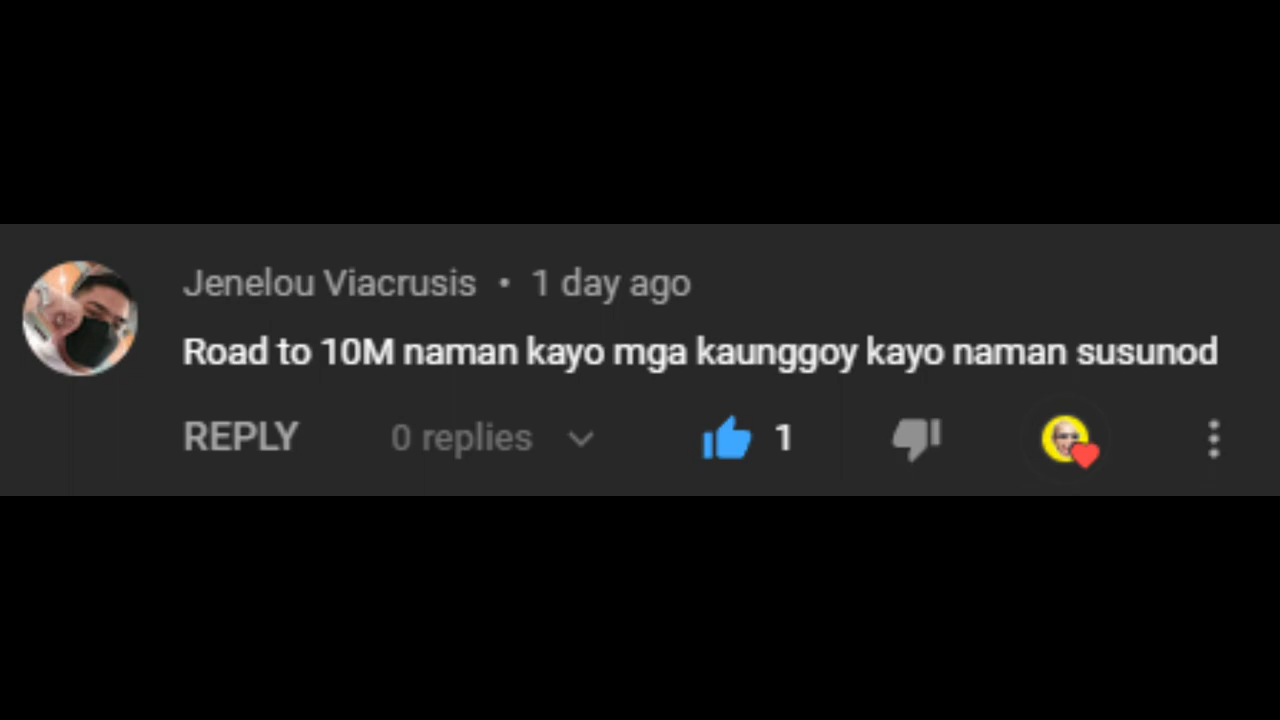 Jenelou Viacrusis • 1 day ago
Road to 10M naman kayo mga kaunggoy kayo naman susunod
REPLY 0 replies 1